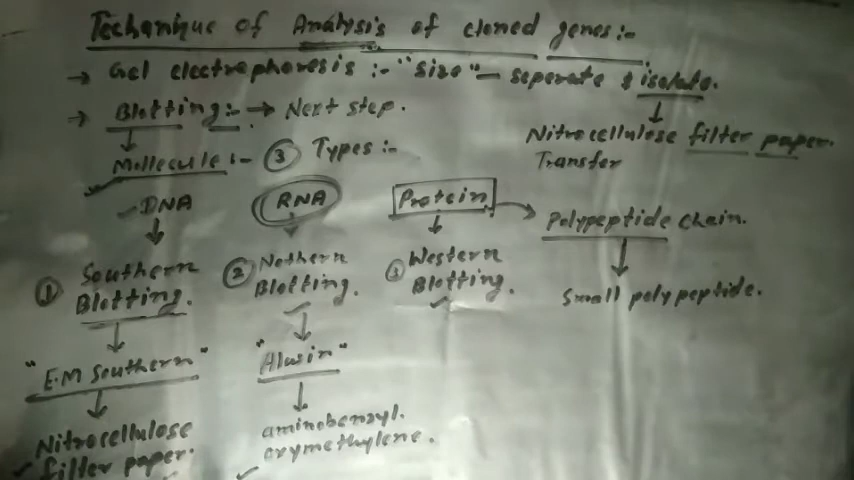 Techanique of Analysis of cloned genes:-
→ Gel electrophoresis :- "size" - seperate & isolate.
→ Blotting:- → Next step.
Nitrocellulose filter paper.
Transfer
Mollecule :- ③ Types :-
DNA
RNA
Protein → Polypeptide chain.
Small polypeptide.
① Southern
Blotting.
② Nothern
Blotting.
③ Western
Blotting.
"E.M Southern"
"Alwin"
Nitrocellulose
filter paper.
aminobenzyl.
oxymethylene.